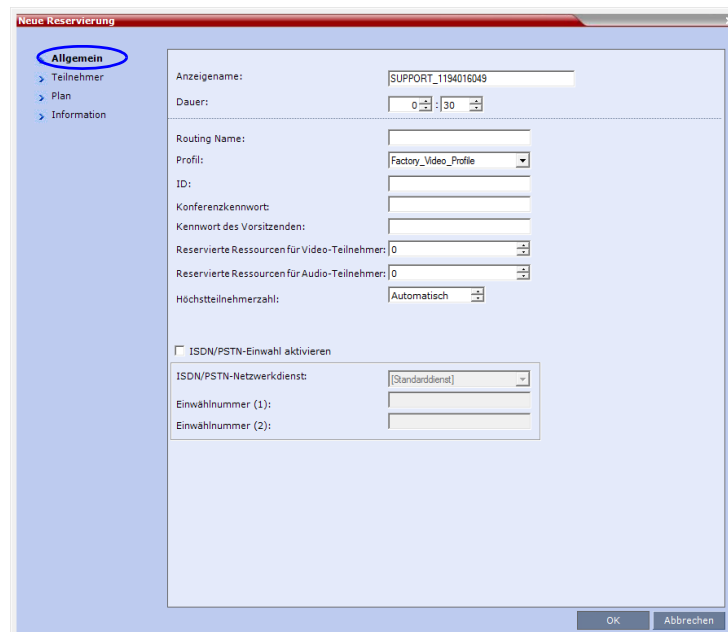 Neue Reservierung
Allgemein
Teilnehmer
Plan
Information
Anzeigename: SUPPORT_1194016049
Dauer: 0 : 30
Routing Name:
Profil: Factory_Video_Profile
ID:
Konferenzkennwort:
Kennwort des Vorsitzenden:
Reservierte Ressourcen für Video-Teilnehmer: 0
Reservierte Ressourcen für Audio-Teilnehmer: 0
Höchstteilnehmerzahl: Automatisch
ISDN/PSTN-Einwahl aktivieren
ISDN/PSTN-Netzwerkdienst: [Standarddienst]
Einwählnummer (1):
Einwählnummer (2):
OK Abbrechen